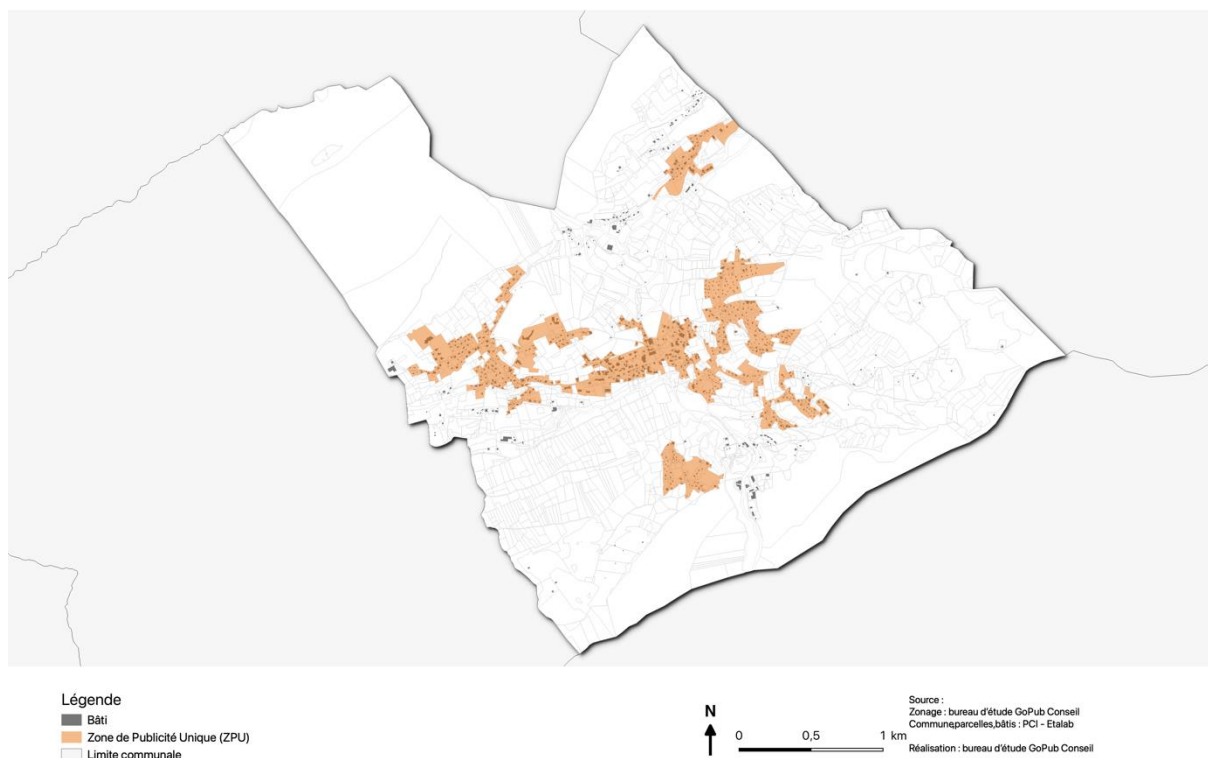 Légende
Bâti
Zone de Publicité Unique (ZPU)
Limite communale
N
0 0,5 1 km
Source :
Zonage : bureau d'étude GoPub Conseil
Commune,parcelles,bâtis : PCI - Etalab
Réalisation : bureau d'étude GoPub Conseil